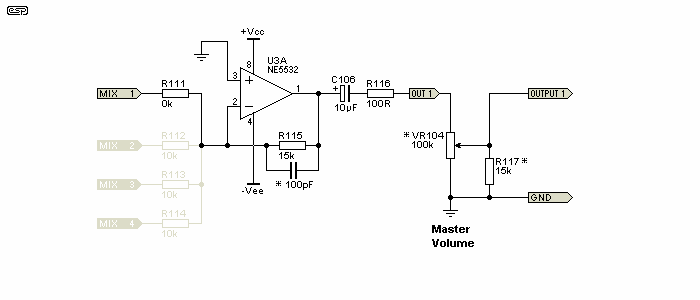 esp
+Vcc
U3A
NE5532
8
3
+
2
−
1
4
-Vee
MIX 1
R111
0k
MIX 2
R112
10k
MIX 3
R113
10k
MIX 4
R114
10k
R115
15k
* 100pF
C106
+
10µF
R116
100R
OUT 1
* VR104
100k
OUTPUT 1
R117 *
15k
GND
Master
Volume